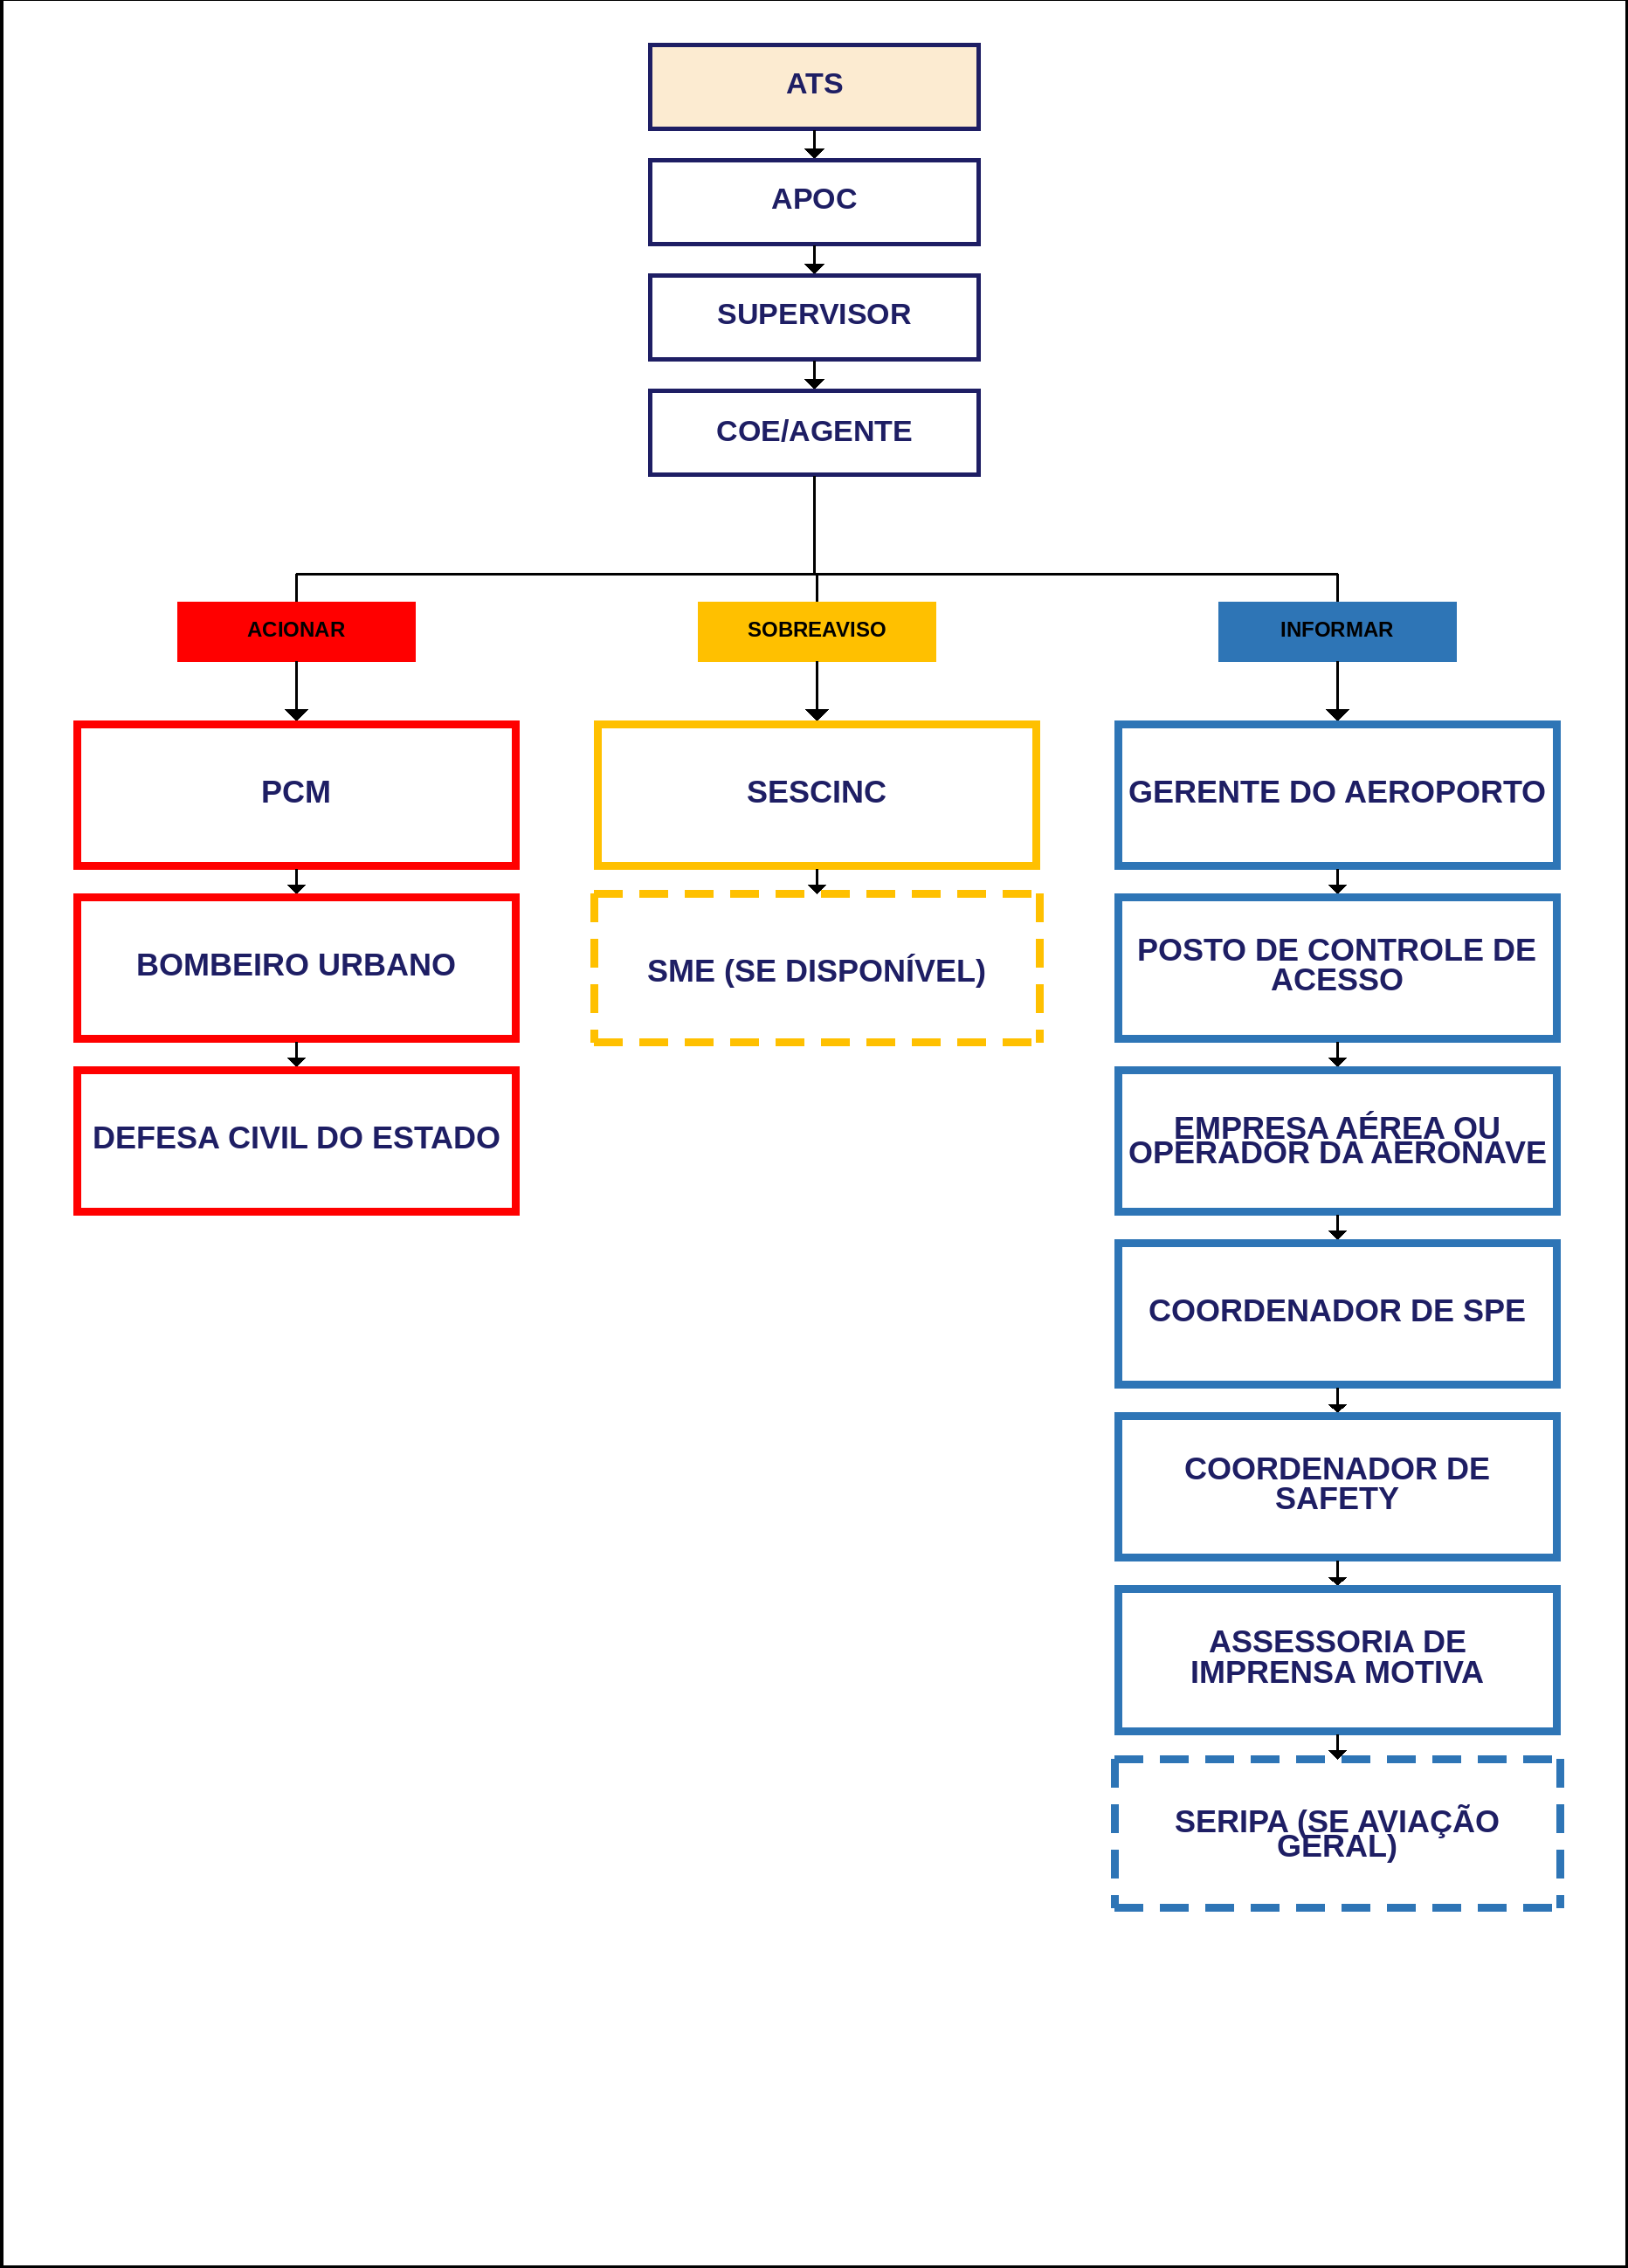 ATS
APOC
SUPERVISOR
COE/AGENTE
ACIONAR
SOBREAVISO
INFORMAR
PCM
SESCINC
GERENTE DO AEROPORTO
BOMBEIRO URBANO
SME (SE DISPONÍVEL)
POSTO DE CONTROLE DE
ACESSO
DEFESA CIVIL DO ESTADO
EMPRESA AÉREA OU
OPERADOR DA AERONAVE
COORDENADOR DE SPE
COORDENADOR DE
SAFETY
ASSESSORIA DE
IMPRENSA MOTIVA
SERIPA (SE AVIAÇÃO
GERAL)